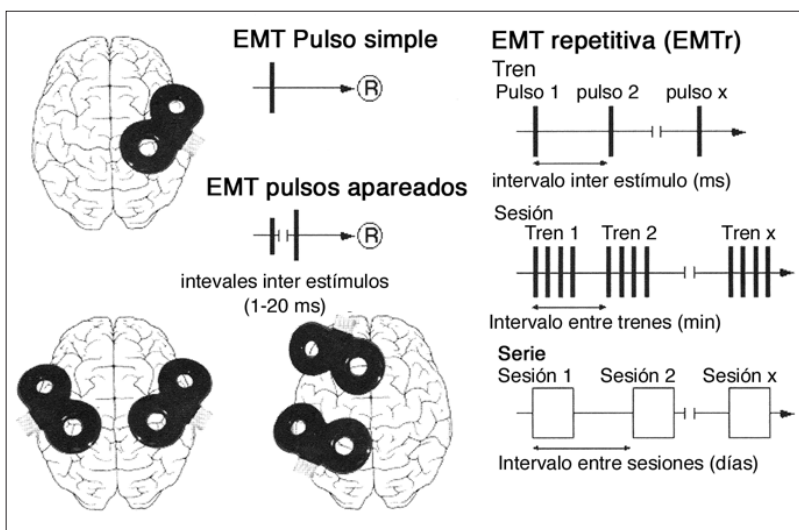 EMT Pulso simple
R
EMT pulsos apareados
R
intevales inter estímulos
(1-20 ms)
EMT repetitiva (EMTr)
Tren
Pulso 1 pulso 2 pulso x
intervalo inter estímulo (ms)
Sesión
Tren 1 Tren 2 Tren x
Intervalo entre trenes (min)
Serie
Sesión 1 Sesión 2 Sesión x
Intervalo entre sesiones (días)